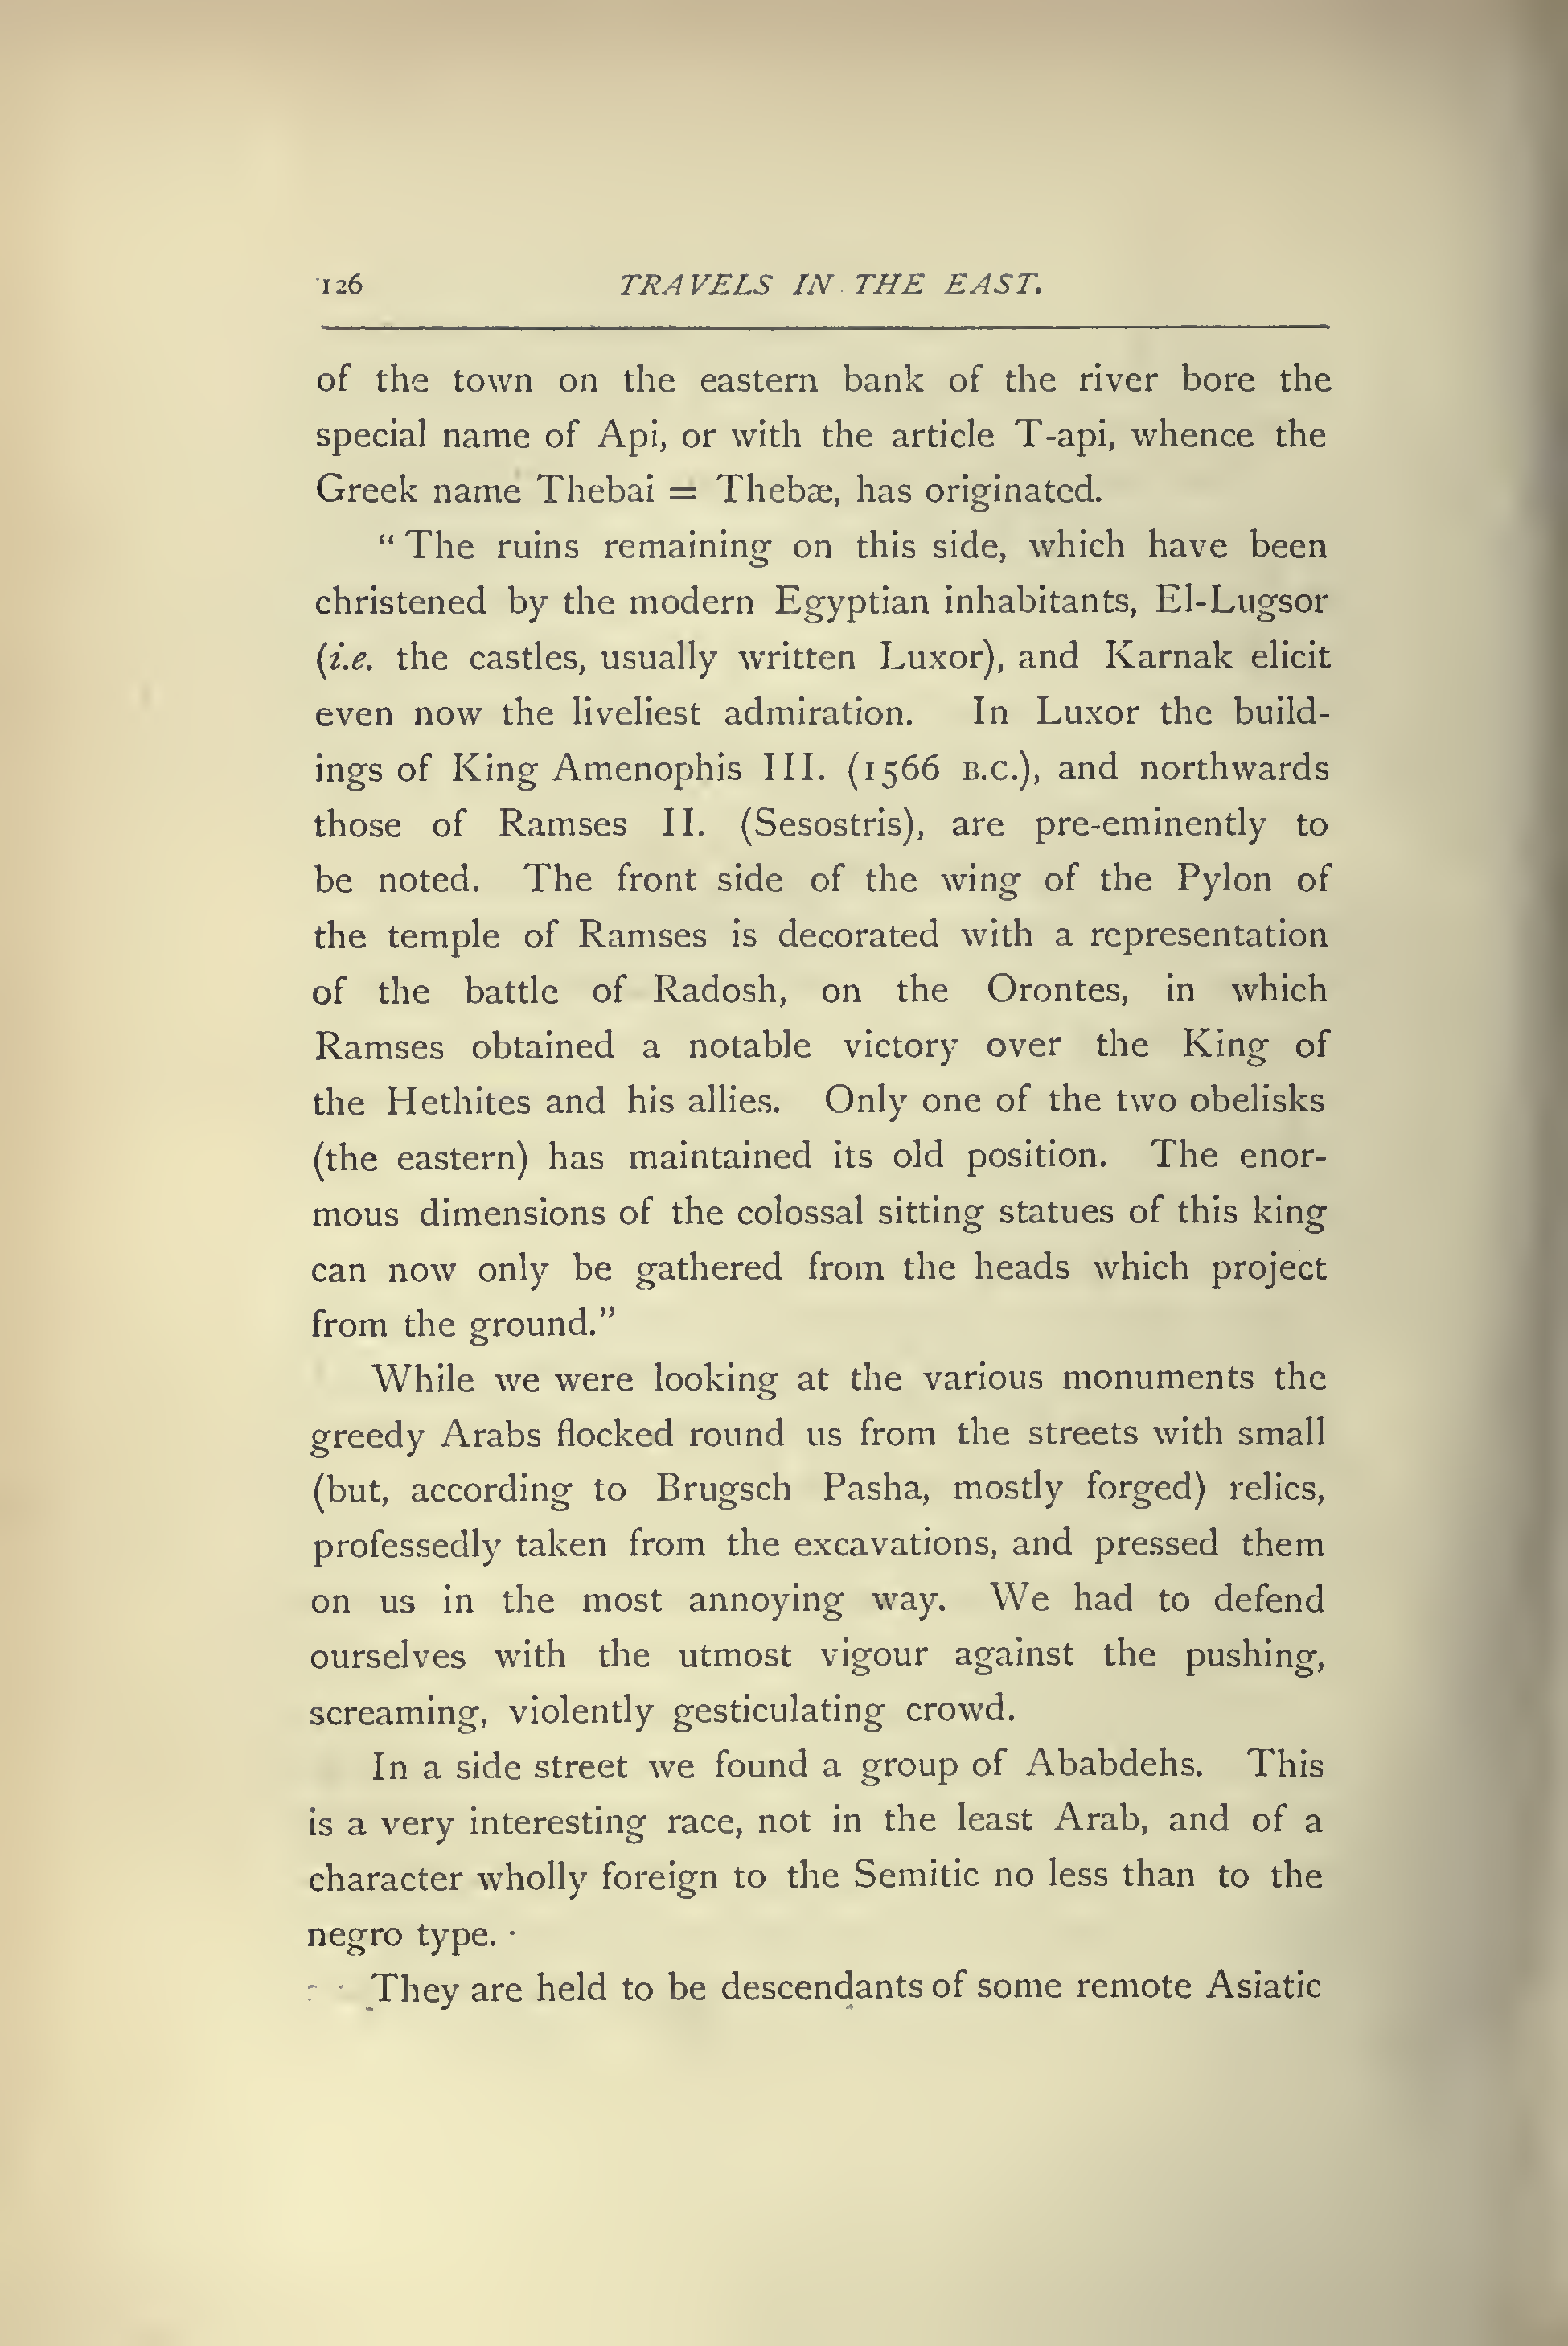 126 TRAVELS IN THE EAST.
of the town on the eastern bank of the river bore the
special name of Api, or with the article T-api, whence the
Greek name Thebai = Thebæ, has originated.
" The ruins remaining on this side, which have been
christened by the modern Egyptian inhabitants, El-Lugsor
(i.e. the castles, usually written Luxor), and Karnak elicit
even now the liveliest admiration. In Luxor the build-
ings of King Amenophis III. (1566 B.C.), and northwards
those of Ramses II. (Sesostris), are pre-eminently to
be noted. The front side of the wing of the Pylon of
the temple of Ramses is decorated with a representation
of the battle of Radosh, on the Orontes, in which
Ramses obtained a notable victory over the King of
the Hethites and his allies. Only one of the two obelisks
(the eastern) has maintained its old position. The enor-
mous dimensions of the colossal sitting statues of this king
can now only be gathered from the heads which project
from the ground."
While we were looking at the various monuments the
greedy Arabs flocked round us from the streets with small
(but, according to Brugsch Pasha, mostly forged) relics,
professedly taken from the excavations, and pressed them
on us in the most annoying way. We had to defend
ourselves with the utmost vigour against the pushing,
screaming, violently gesticulating crowd.
In a side street we found a group of Ababdehs. This
is a very interesting race, not in the least Arab, and of a
character wholly foreign to the Semitic no less than to the
negro type.
They are held to be descendants of some remote Asiatic